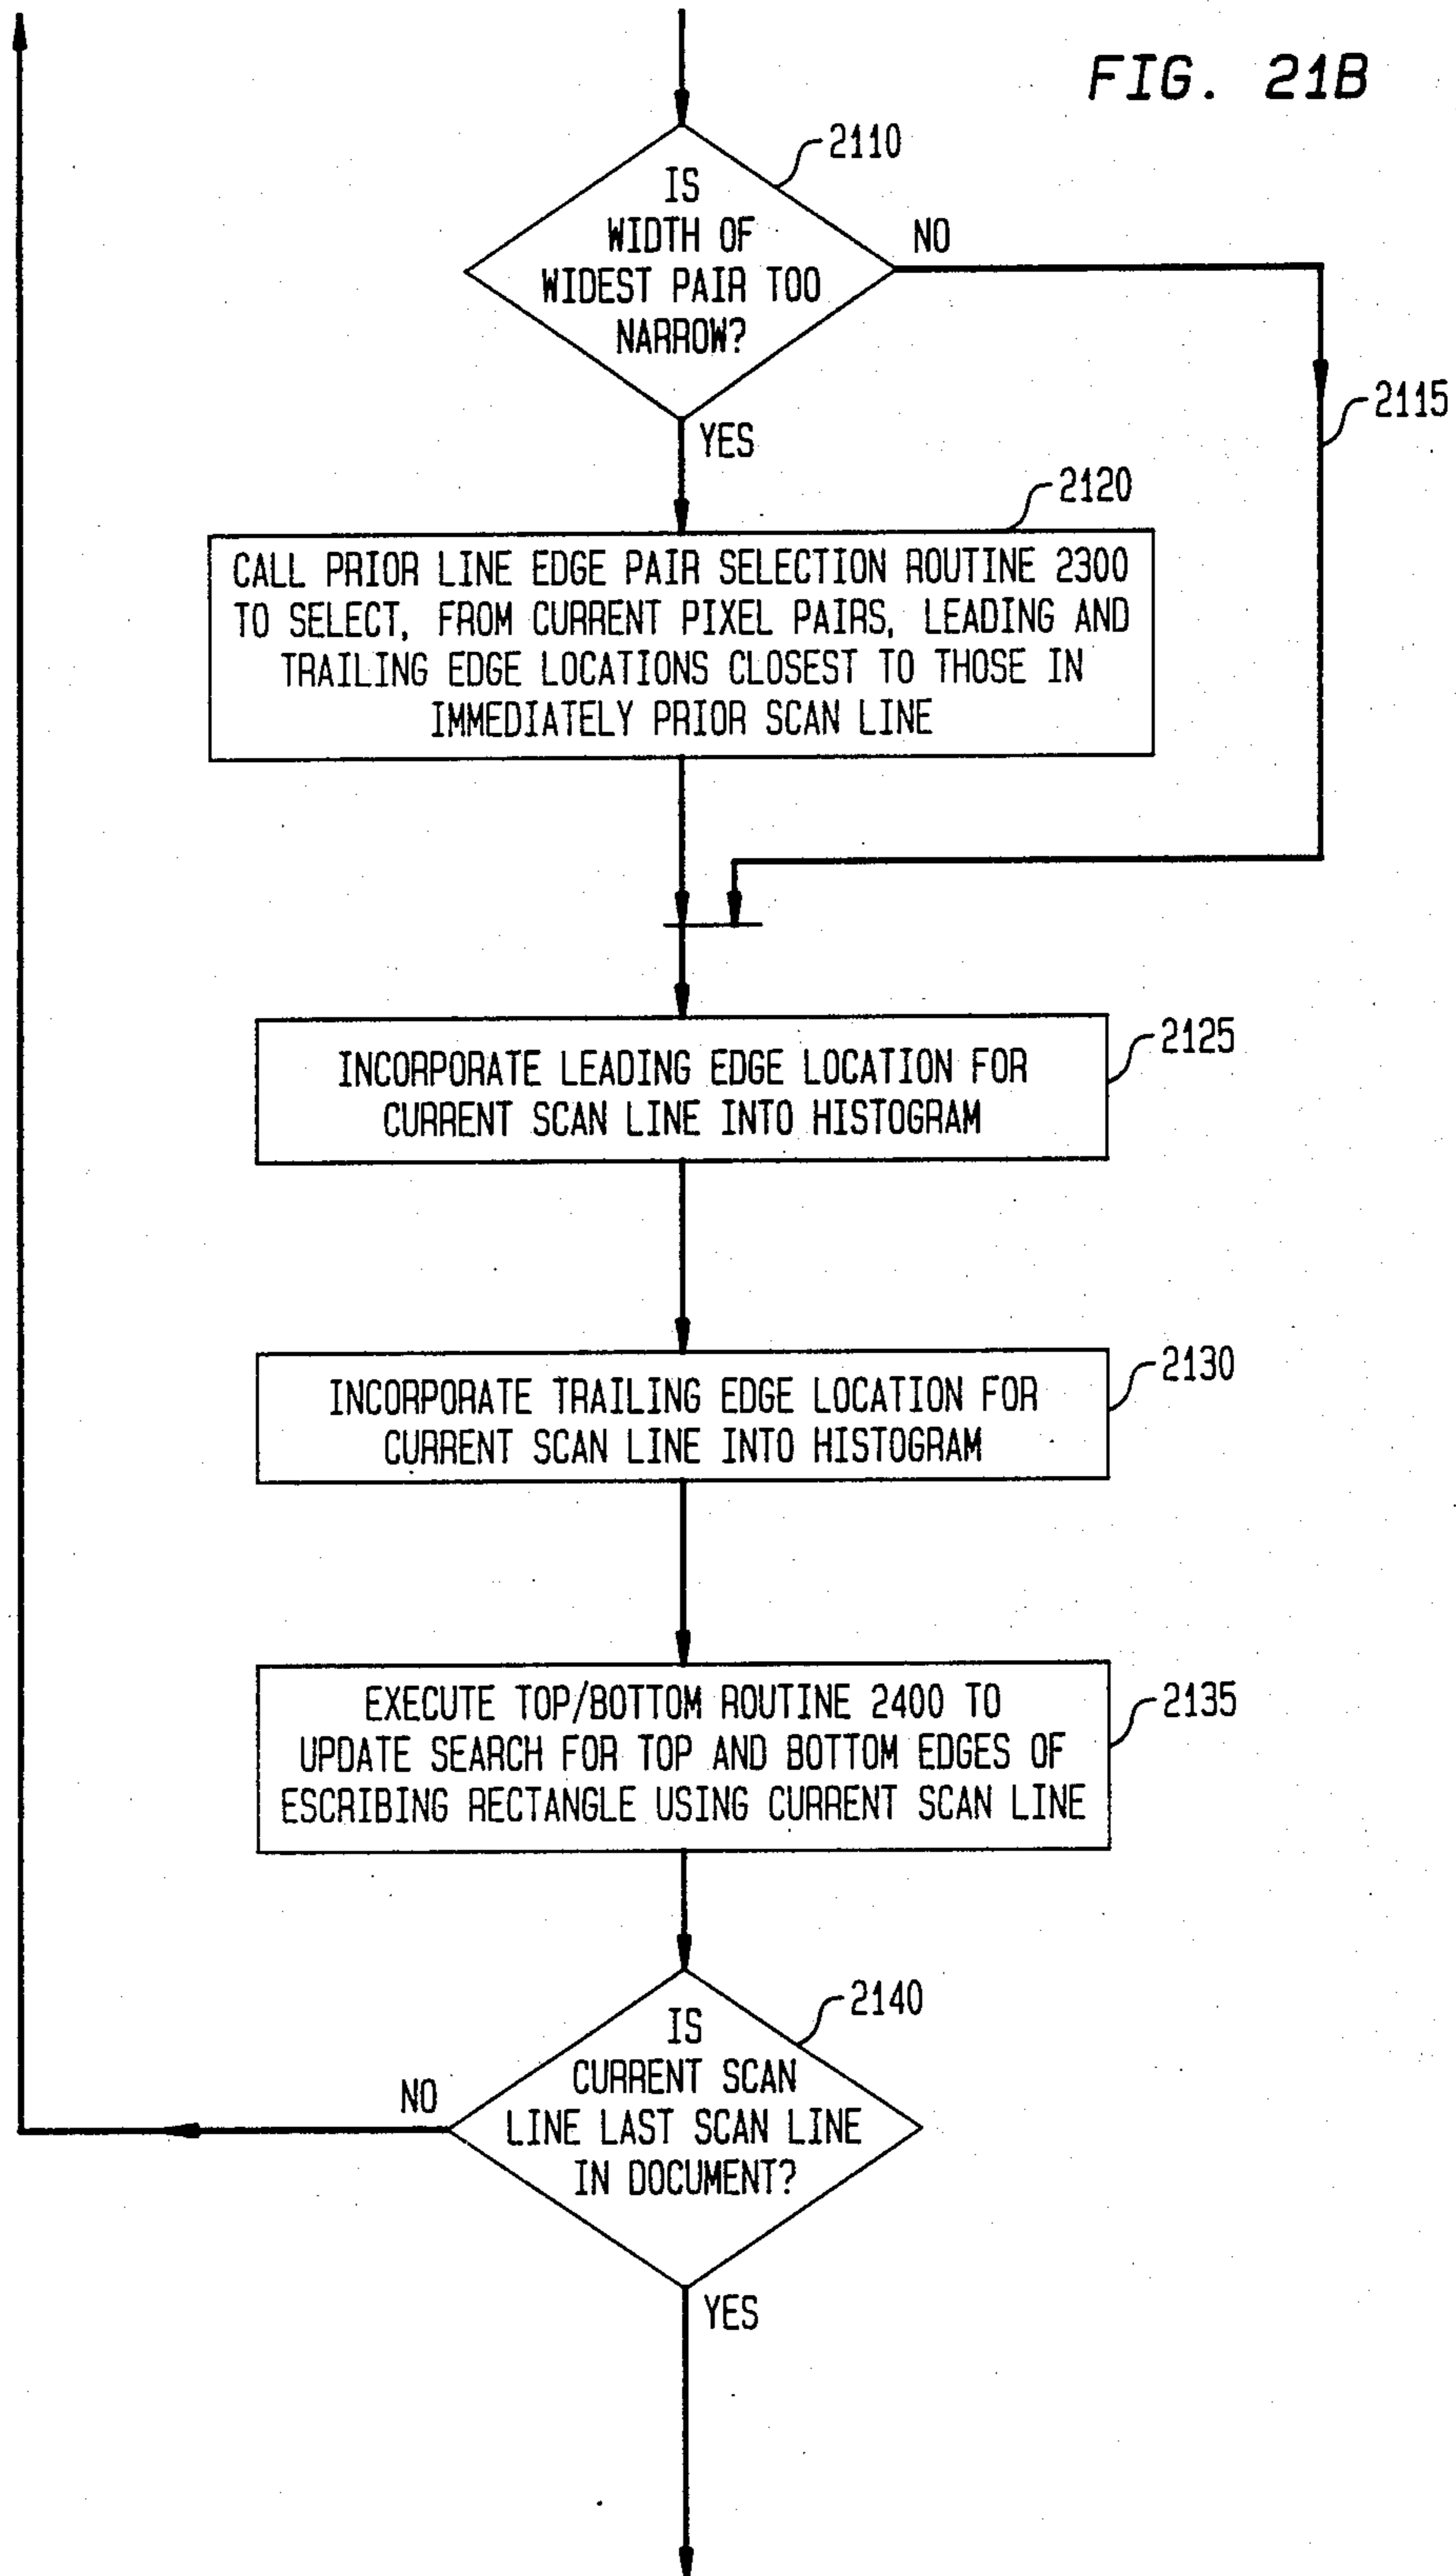 FIG. 21B
2110
IS
WIDTH OF
WIDEST PAIR TOO
NARROW?
NO
2115
YES
2120
CALL PRIOR LINE EDGE PAIR SELECTION ROUTINE 2300
TO SELECT, FROM CURRENT PIXEL PAIRS, LEADING AND
TRAILING EDGE LOCATIONS CLOSEST TO THOSE IN
IMMEDIATELY PRIOR SCAN LINE
2125
INCORPORATE LEADING EDGE LOCATION FOR
CURRENT SCAN LINE INTO HISTOGRAM
2130
INCORPORATE TRAILING EDGE LOCATION FOR
CURRENT SCAN LINE INTO HISTOGRAM
2135
EXECUTE TOP/BOTTOM ROUTINE 2400 TO
UPDATE SEARCH FOR TOP AND BOTTOM EDGES OF
ESCRIBING RECTANGLE USING CURRENT SCAN LINE
2140
IS
CURRENT SCAN
LINE LAST SCAN LINE
IN DOCUMENT?
NO
YES